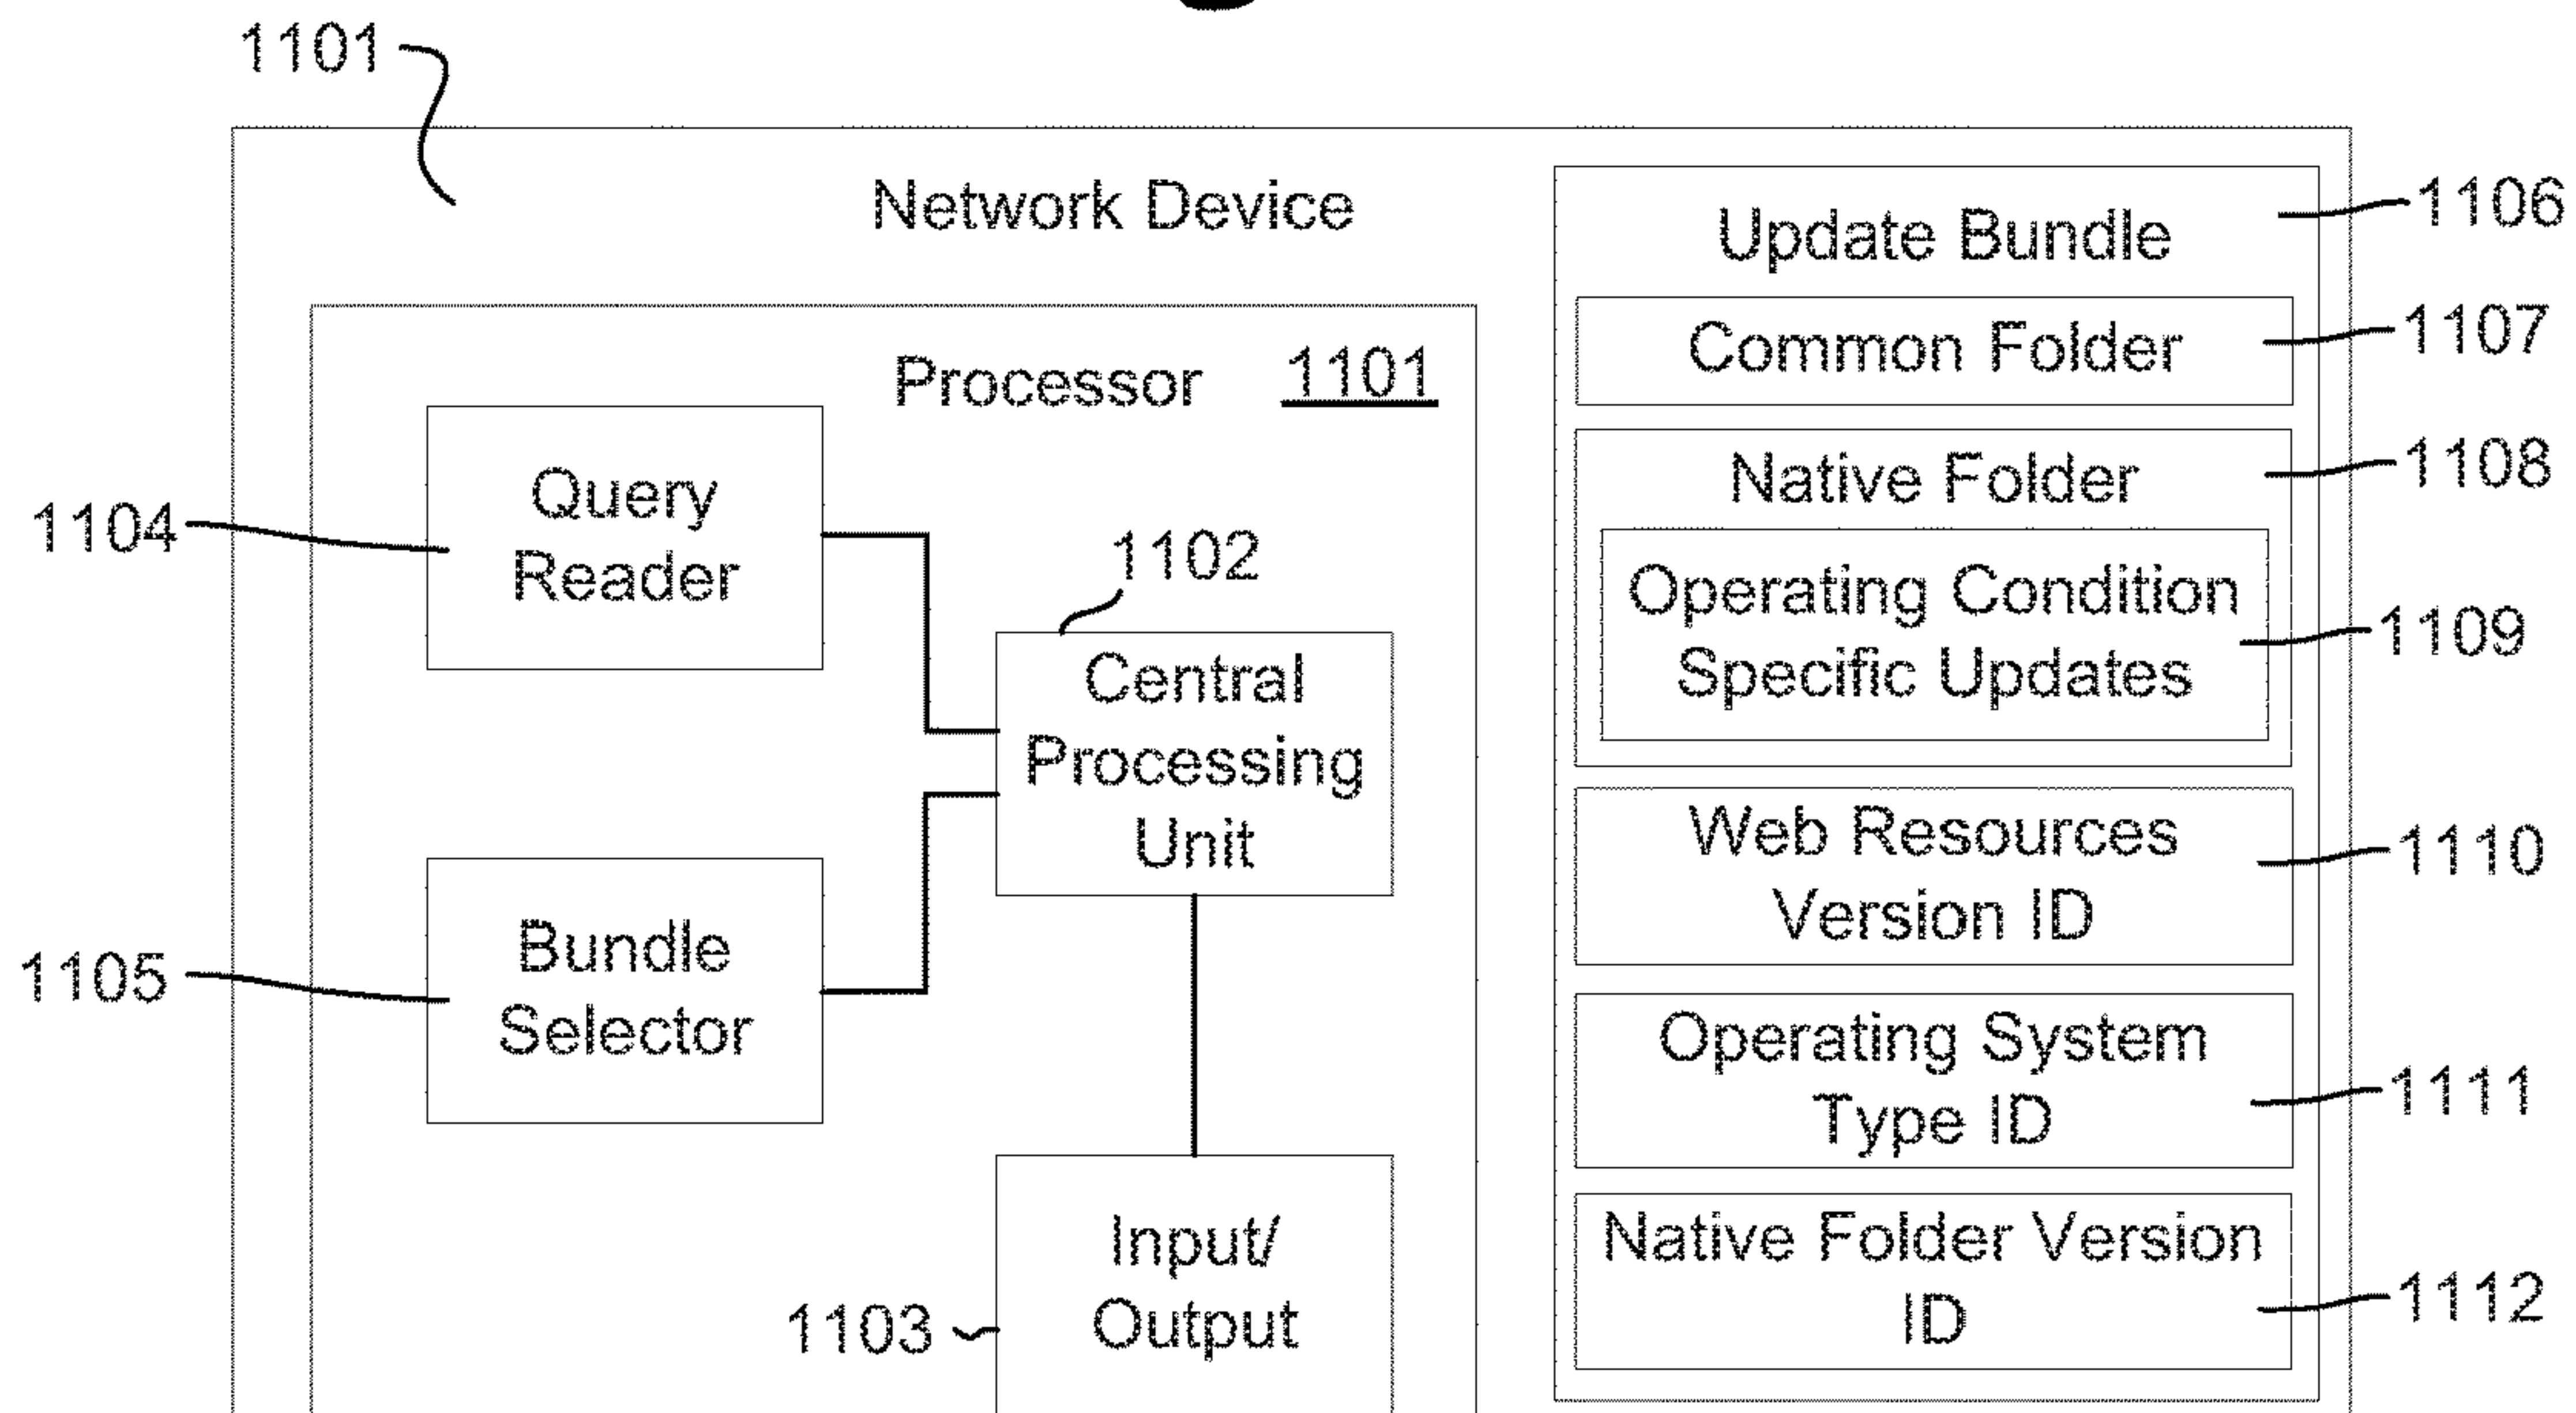 1101
Network Device
Update Bundle
1106
Common Folder
1107
Processor
1101
Native Folder
1108
Query
Reader
1104
1102
Operating Condition
Specific Updates
1109
Central
Processing
Unit
Web Resources
Version ID
1110
Bundle
Selector
1105
Operating System
Type ID
1111
Input/
Output
1103
Native Folder Version
ID
1112